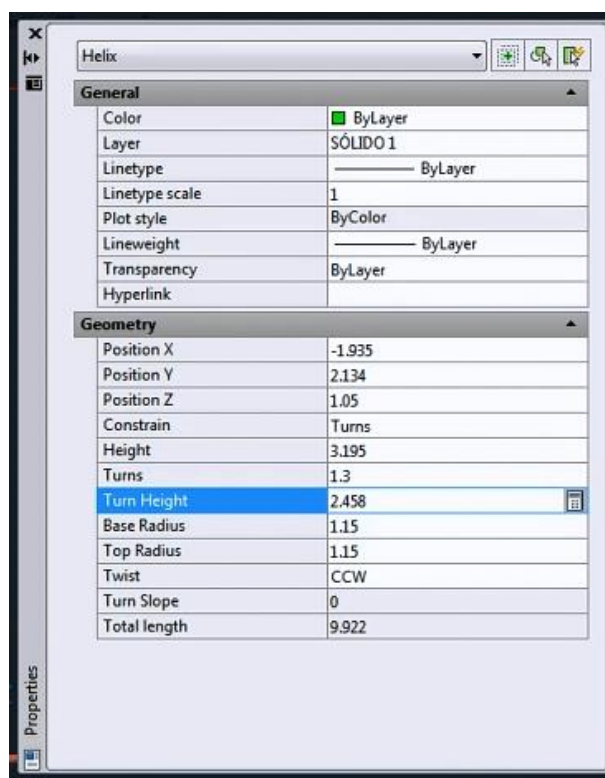 Helix
General
Color ByLayer
Layer SÓLIDO 1
Linetype ByLayer
Linetype scale 1
Plot style ByColor
Lineweight ByLayer
Transparency ByLayer
Hyperlink
Geometry
Position X -1.935
Position Y 2.134
Position Z 1.05
Constrain Turns
Height 3.195
Turns 1.3
Turn Height 2.458
Base Radius 1.15
Top Radius 1.15
Twist CCW
Turn Slope 0
Total length 9.922
Properties